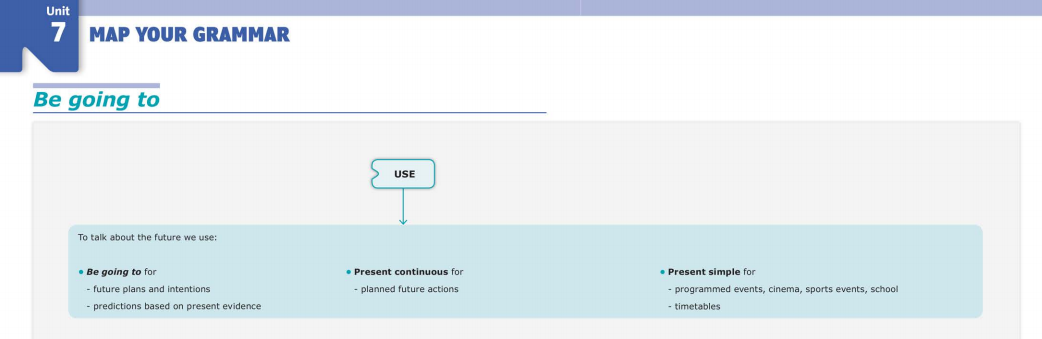 Unit
7 MAP YOUR GRAMMAR
Be going to
USE
To talk about the future we use:
• Be going to for
- future plans and intentions
- predictions based on present evidence
• Present continuous for
- planned future actions
• Present simple for
- programmed events, cinema, sports events, school
- timetables